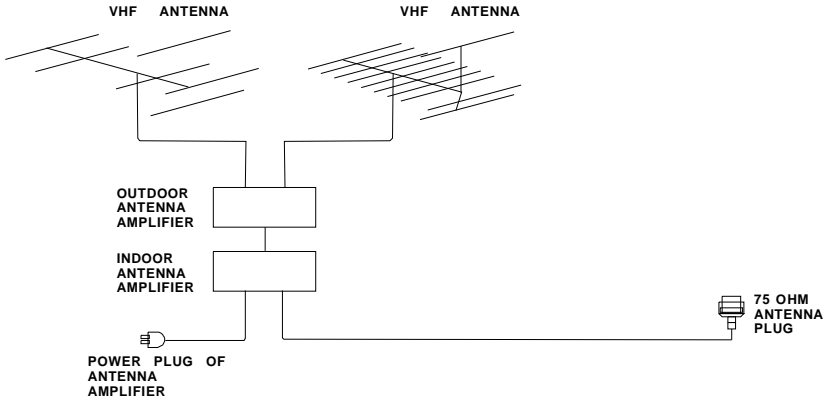 VHF ANTENNA
VHF ANTENNA
OUTDOOR
ANTENNA
AMPLIFIER
INDOOR
ANTENNA
AMPLIFIER
75 OHM
ANTENNA
PLUG
POWER PLUG OF
ANTENNA
AMPLIFIER